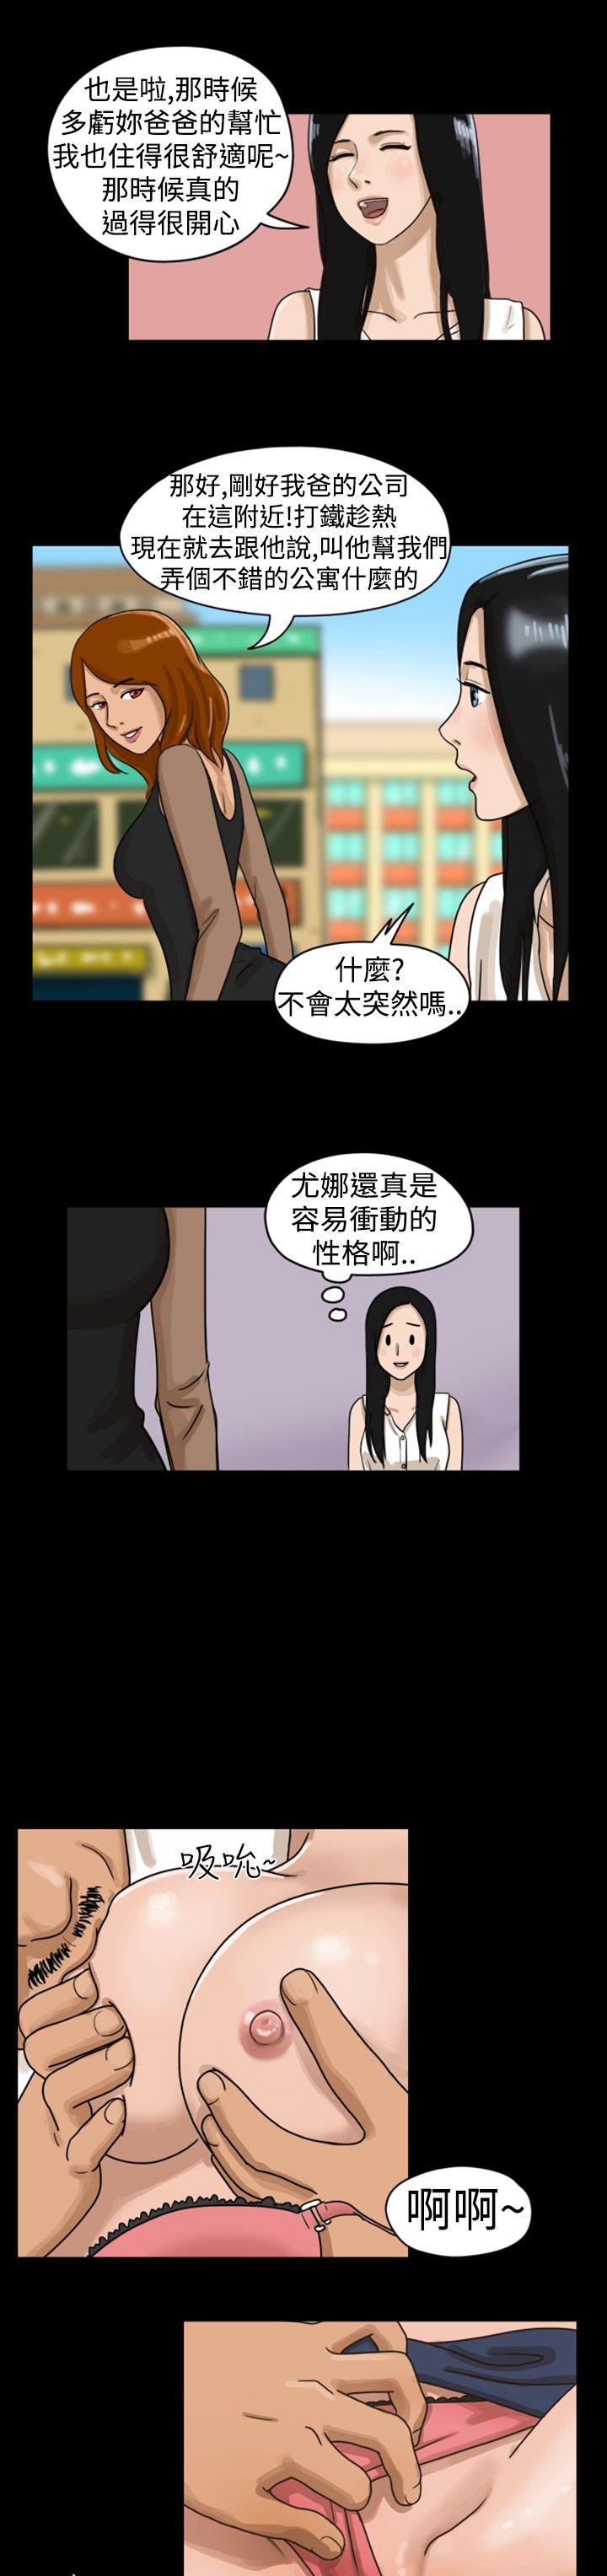 也是啦,那時候
多虧妳爸爸的幫忙
我也住得很舒適呢~
那時候真的
過得很開心
那好,剛好我爸的公司
在這附近!打鐵趁熱
現在就去跟他說,叫他幫我們
弄個不錯的公寓什麼的
什麼?
不會太突然嗎..
尤娜還真是
容易衝動的
性格啊..
吸吮~
啊啊~